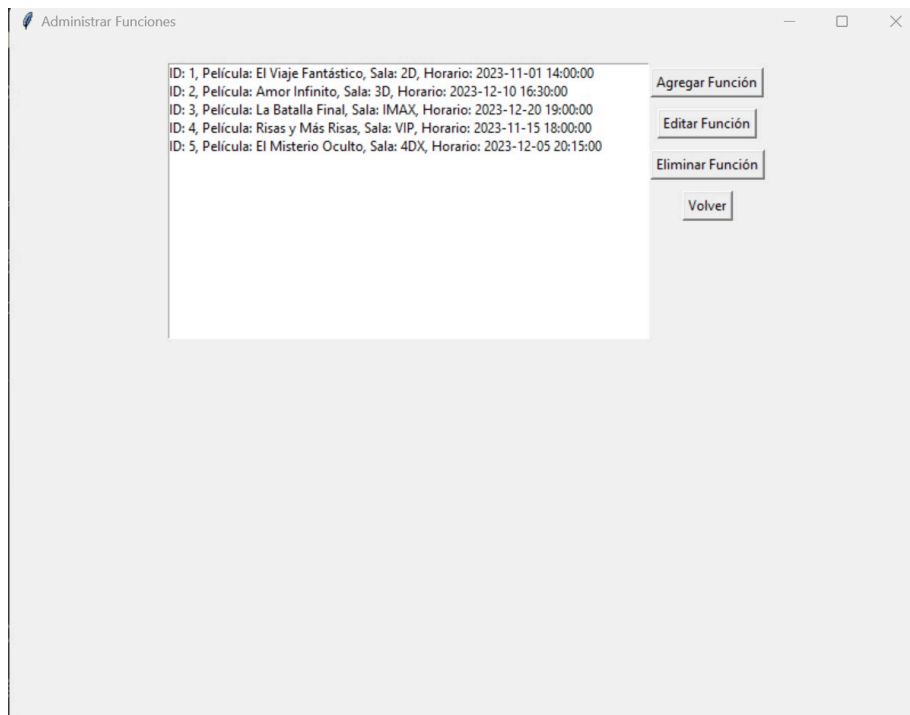 Administrar Funciones
ID: 1, Película: El Viaje Fantástico, Sala: 2D, Horario: 2023-11-01 14:00:00
ID: 2, Película: Amor Infinito, Sala: 3D, Horario: 2023-12-10 16:30:00
ID: 3, Película: La Batalla Final, Sala: IMAX, Horario: 2023-12-20 19:00:00
ID: 4, Película: Risas y Más Risas, Sala: VIP, Horario: 2023-11-15 18:00:00
ID: 5, Película: El Misterio Oculto, Sala: 4DX, Horario: 2023-12-05 20:15:00
Agregar Función
Editar Función
Eliminar Función
Volver